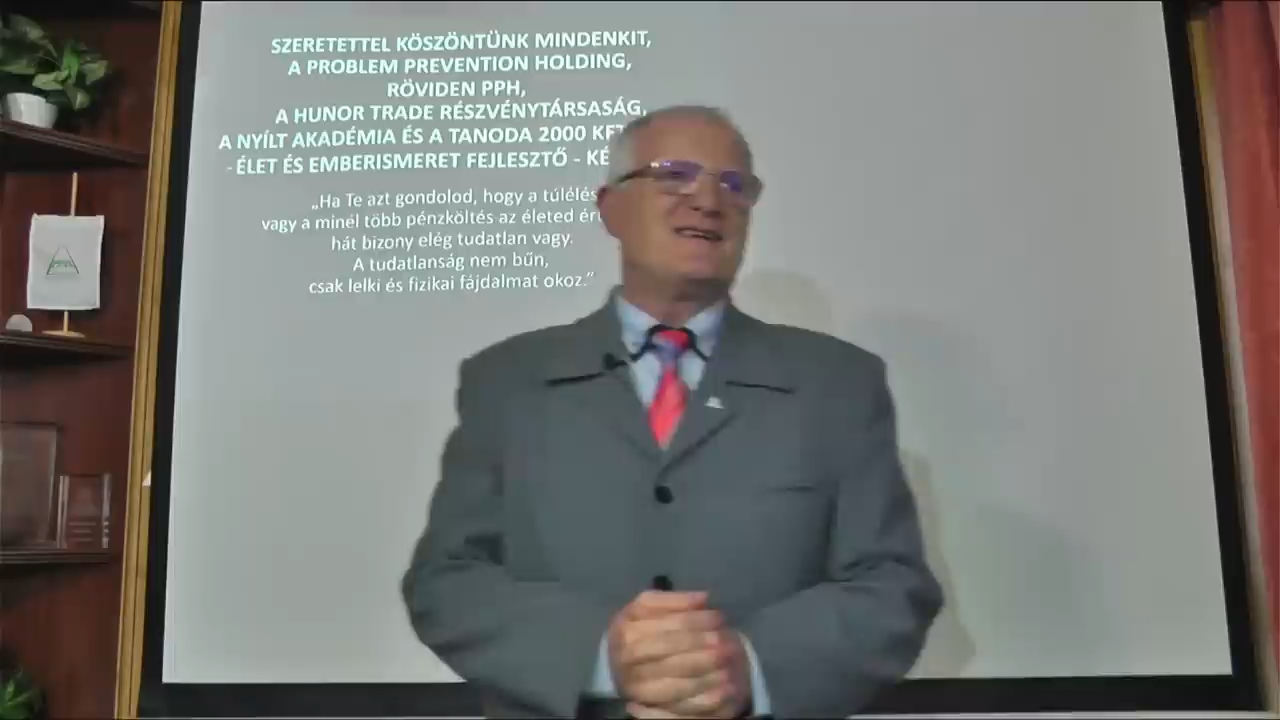 SZERETETTEL KÖSZÖNTÜNK MINDENKIT,
A PROBLEM PREVENTION HOLDING,
RÖVIDEN PPH,
A HUNOR TRADE RÉSZVÉNYTÁRSASÁG,
A NYÍLT AKADÉMIA ÉS A TANODA 2000
- ÉLET ÉS EMBERISMERET FEJLESZTŐ -
„Ha Te azt gondolod, hogy a túlélés
vagy a minél több pénzköltés az életed
hát bizony elég tudatlan vagy.
A tudatlanság nem bűn,
csak lelki és fizikai fájdalmat okoz.”